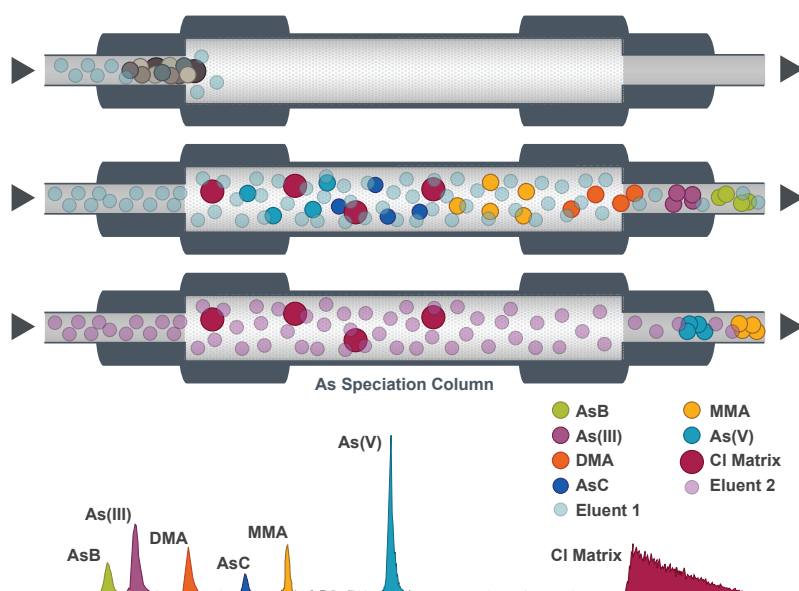 As Speciation Column
AsB
MMA
As(III)
As(V)
DMA
Cl Matrix
AsC
Eluent 2
Eluent 1
As(V)
As(III)
DMA
MMA
AsB
AsC
Cl Matrix